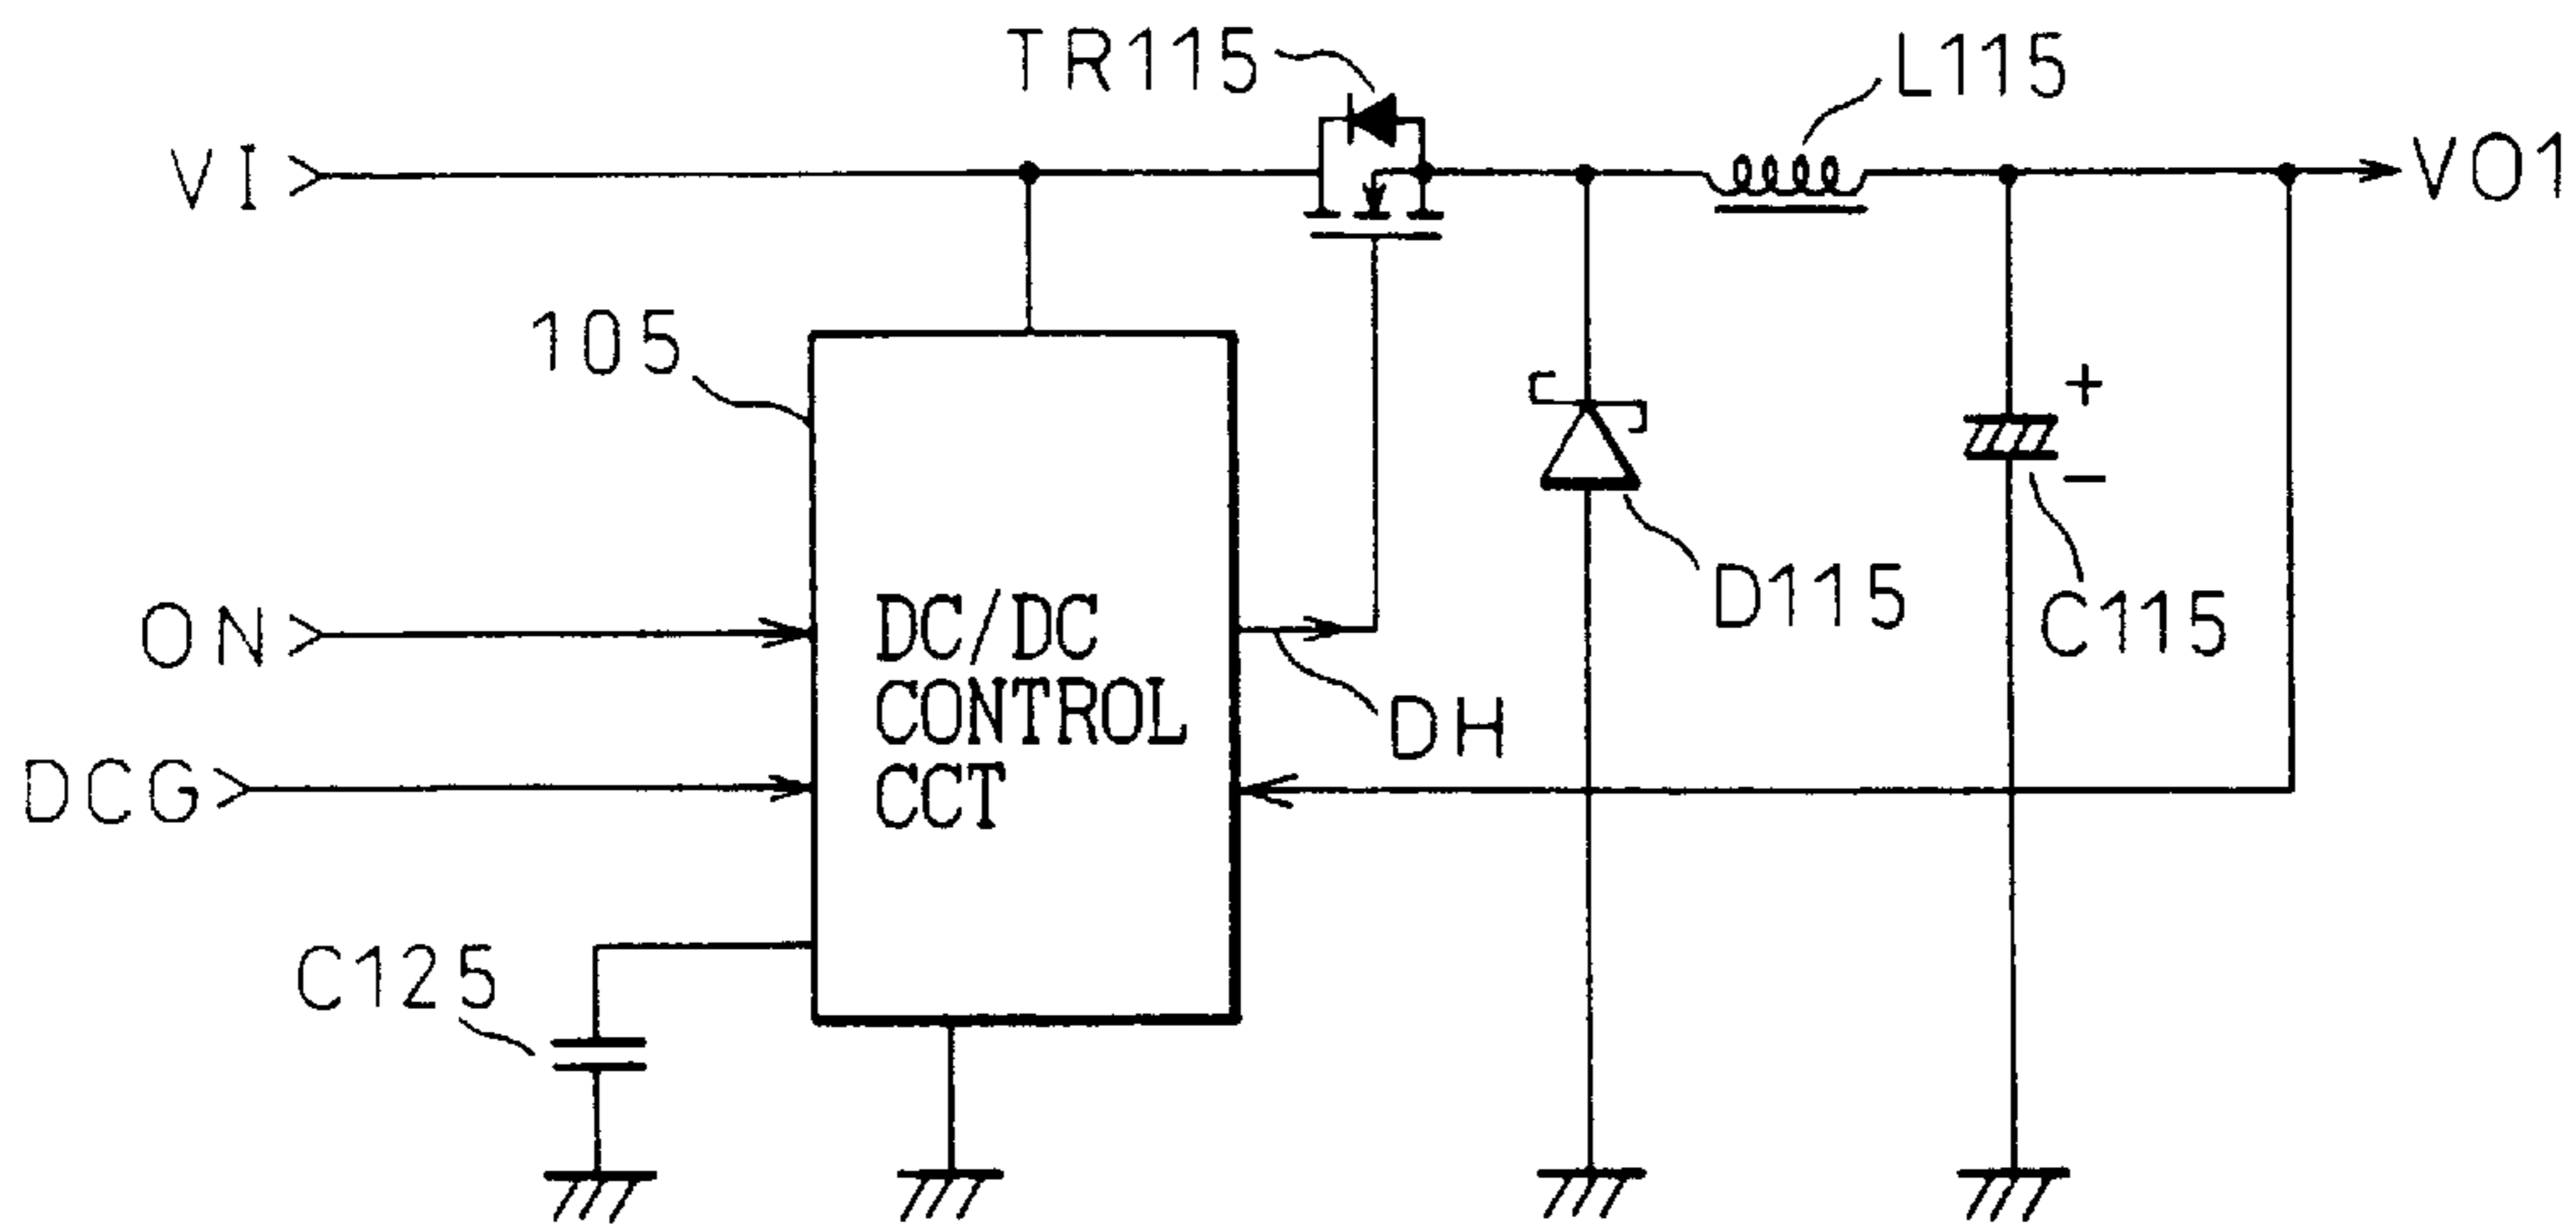 TR115
L115
VI
VO1
105
ON
DC/DC
CONTROL
CCT
D115
+
−
C115
DH
DCG
C125